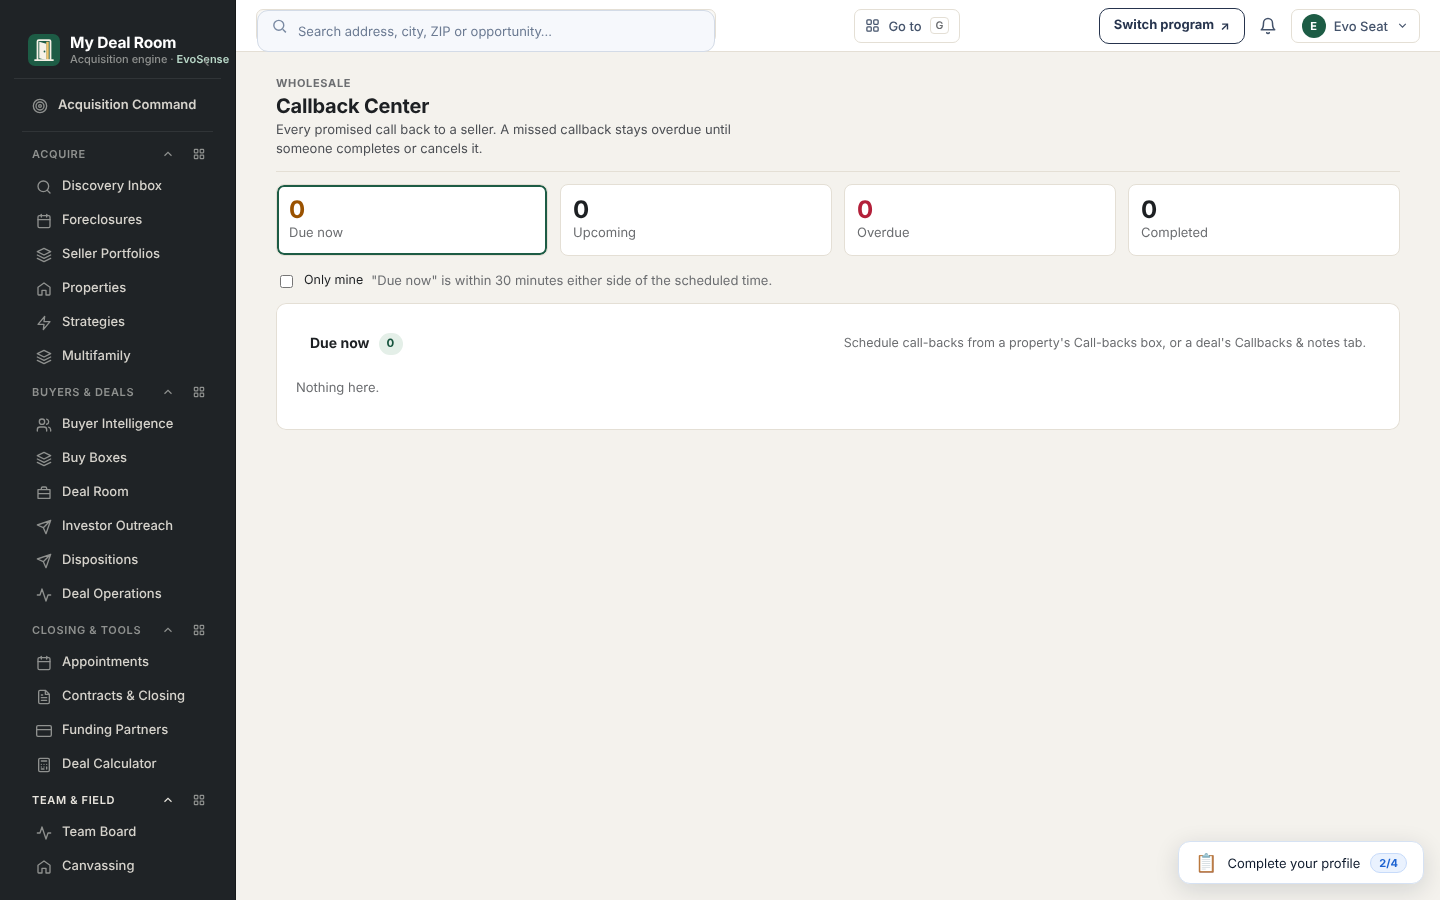 My Deal Room
Acquisition engine · EvoSense
Acquisition Command
ACQUIRE
Discovery Inbox
Foreclosures
Seller Portfolios
Properties
Strategies
Multifamily
BUYERS & DEALS
Buyer Intelligence
Buy Boxes
Deal Room
Investor Outreach
Dispositions
Deal Operations
CLOSING & TOOLS
Appointments
Contracts & Closing
Funding Partners
Deal Calculator
TEAM & FIELD
Team Board
Canvassing
Search address, city, ZIP or opportunity...
Go to G
Switch program ↗
E Evo Seat
WHOLESALE
Callback Center
Every promised call back to a seller. A missed callback stays overdue until
someone completes or cancels it.
0
Due now
0
Upcoming
0
Overdue
0
Completed
Only mine "Due now" is within 30 minutes either side of the scheduled time.
Due now 0
Schedule call-backs from a property's Call-backs box, or a deal's Callbacks & notes tab.
Nothing here.
Complete your profile 2/4